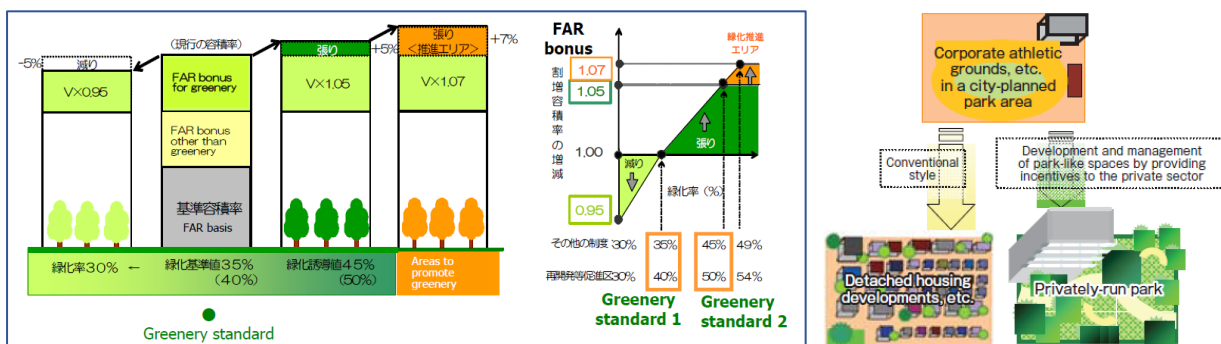 (現行の容積率)
-5%
減り
V×0.95
FAR bonus
for greenery
FAR bonus
other than
greenery
基準容積率
FAR basis
張り
+5%
V×1.05
張り
<推進エリア>
+7%
V×1.07
緑化率30% ←
緑化基準値35%
(40%)
緑化誘導値45%
(50%)
Areas to
promote
greenery
Greenery standard
FAR
bonus
割増容積率の増減
1.07
1.05
1.00
0.95
緑化推進
エリア
張り
減り
緑化率(%)
その他の制度 30% 35% 45% 49%
再開発等促進区30% 40% 50% 54%
Greenery
standard 1
Greenery
standard 2
Corporate athletic
grounds, etc.
in a city-planned
park area
Conventional
style
Development and management
of park-like spaces by providing
incentives to the private sector
Detached housing
developments, etc.
Privately-run park